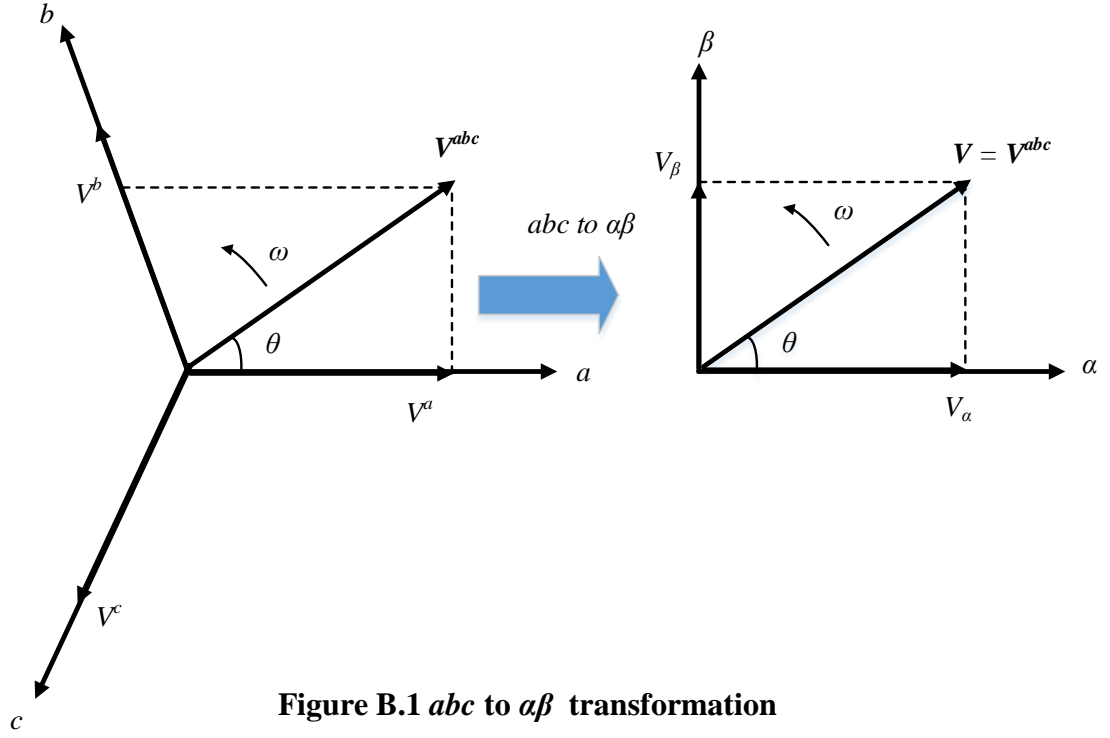 b
β
V^abc
V = V^abc
V_β
V^b
ω
abc to αβ
ω
θ
θ
a
α
V^a
V_α
V^c
c
Figure B.1 abc to αβ transformation